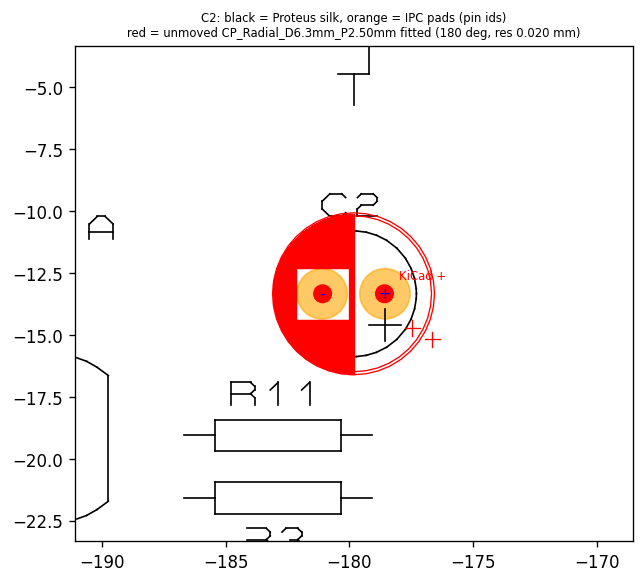 C2: black = Proteus silk, orange = IPC pads (pin ids)
red = unmoved CP_Radial_D6.3mm_P2.50mm fitted (180 deg, res 0.020 mm)
−5.0
−7.5
−10.0
−12.5
−15.0
−17.5
−20.0
−22.5
C2
KiCad +
R11
−190
−185
−180
−175
−170